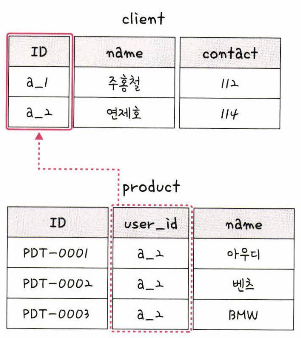 client
ID name contact
a_1 주홍철 112
a_2 연제호 114
product
ID user_id name
PDT-0001 a_2 아우디
PDT-0002 a_2 벤츠
PDT-0003 a_2 BMW